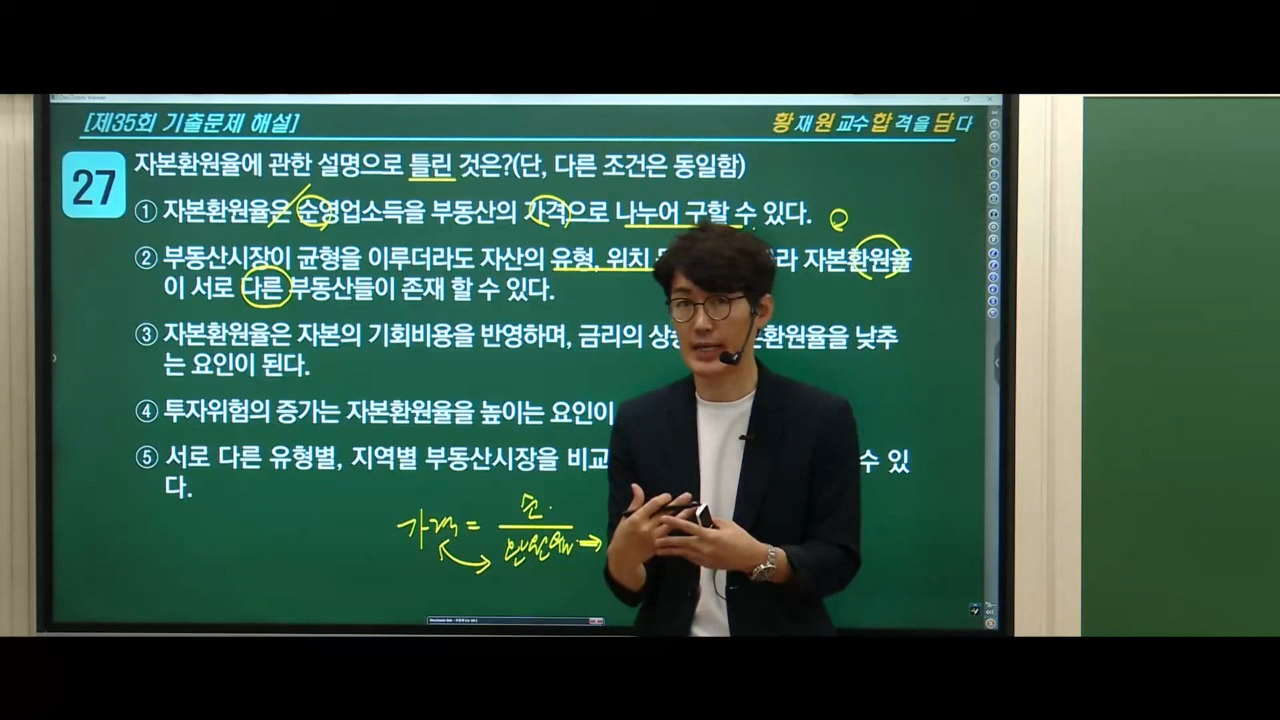 [제35회 기출문제 해설]
황재원교수합격을담다
27
자본환원율에 관한 설명으로 틀린 것은?(단, 다른 조건은 동일함)
① 자본환원율은 순영업소득을 부동산의 가격으로 나누어 구할 수 있다.
② 부동산시장이 균형을 이루더라도 자산의 유형, 위치 자본환원율
이 서로 다른 부동산들이 존재 할 수 있다.
③ 자본환원율은 자본의 기회비용을 반영하며, 금리의 낮추
는 요인이 된다.
④ 투자위험의 증가는 자본환원율을 높이는 요인이
⑤ 서로 다른 유형별, 지역별 부동산시장을 비교 수 있
다.
순
가격 = 환원율